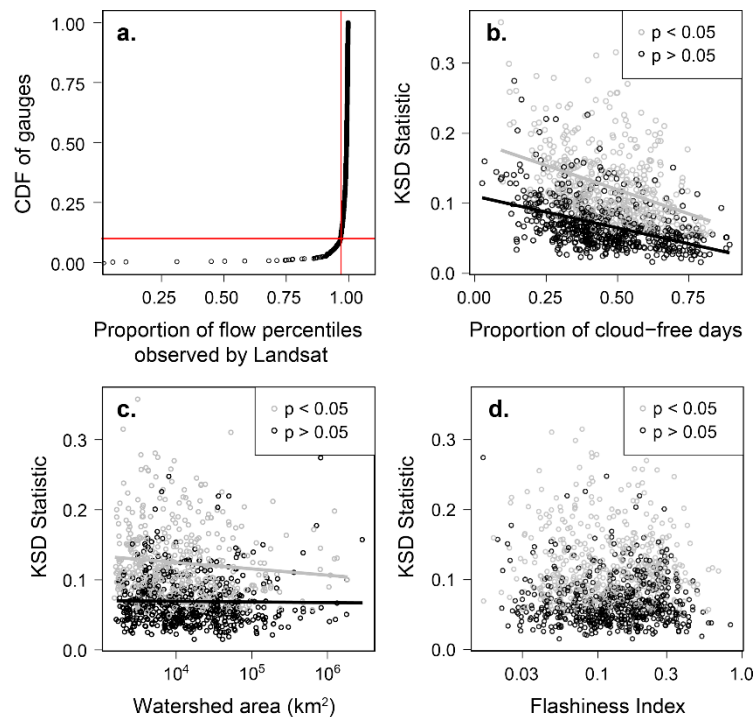 a.
CDF of gauges
1.00
0.75
0.50
0.25
0.00
0.25
0.75
1.00
Proportion of flow percentiles
observed by Landsat
b.
p < 0.05
p > 0.05
KSD Statistic
0.3
0.2
0.1
0.0
0.00
0.25
0.50
0.75
Proportion of cloud−free days
c.
p < 0.05
p > 0.05
KSD Statistic
0.3
0.2
0.1
0.0
10⁴
10⁵
10⁶
Watershed area (km²)
d.
p < 0.05
p > 0.05
KSD Statistic
0.3
0.2
0.1
0.0
0.03
0.1
0.3
1.0
Flashiness Index